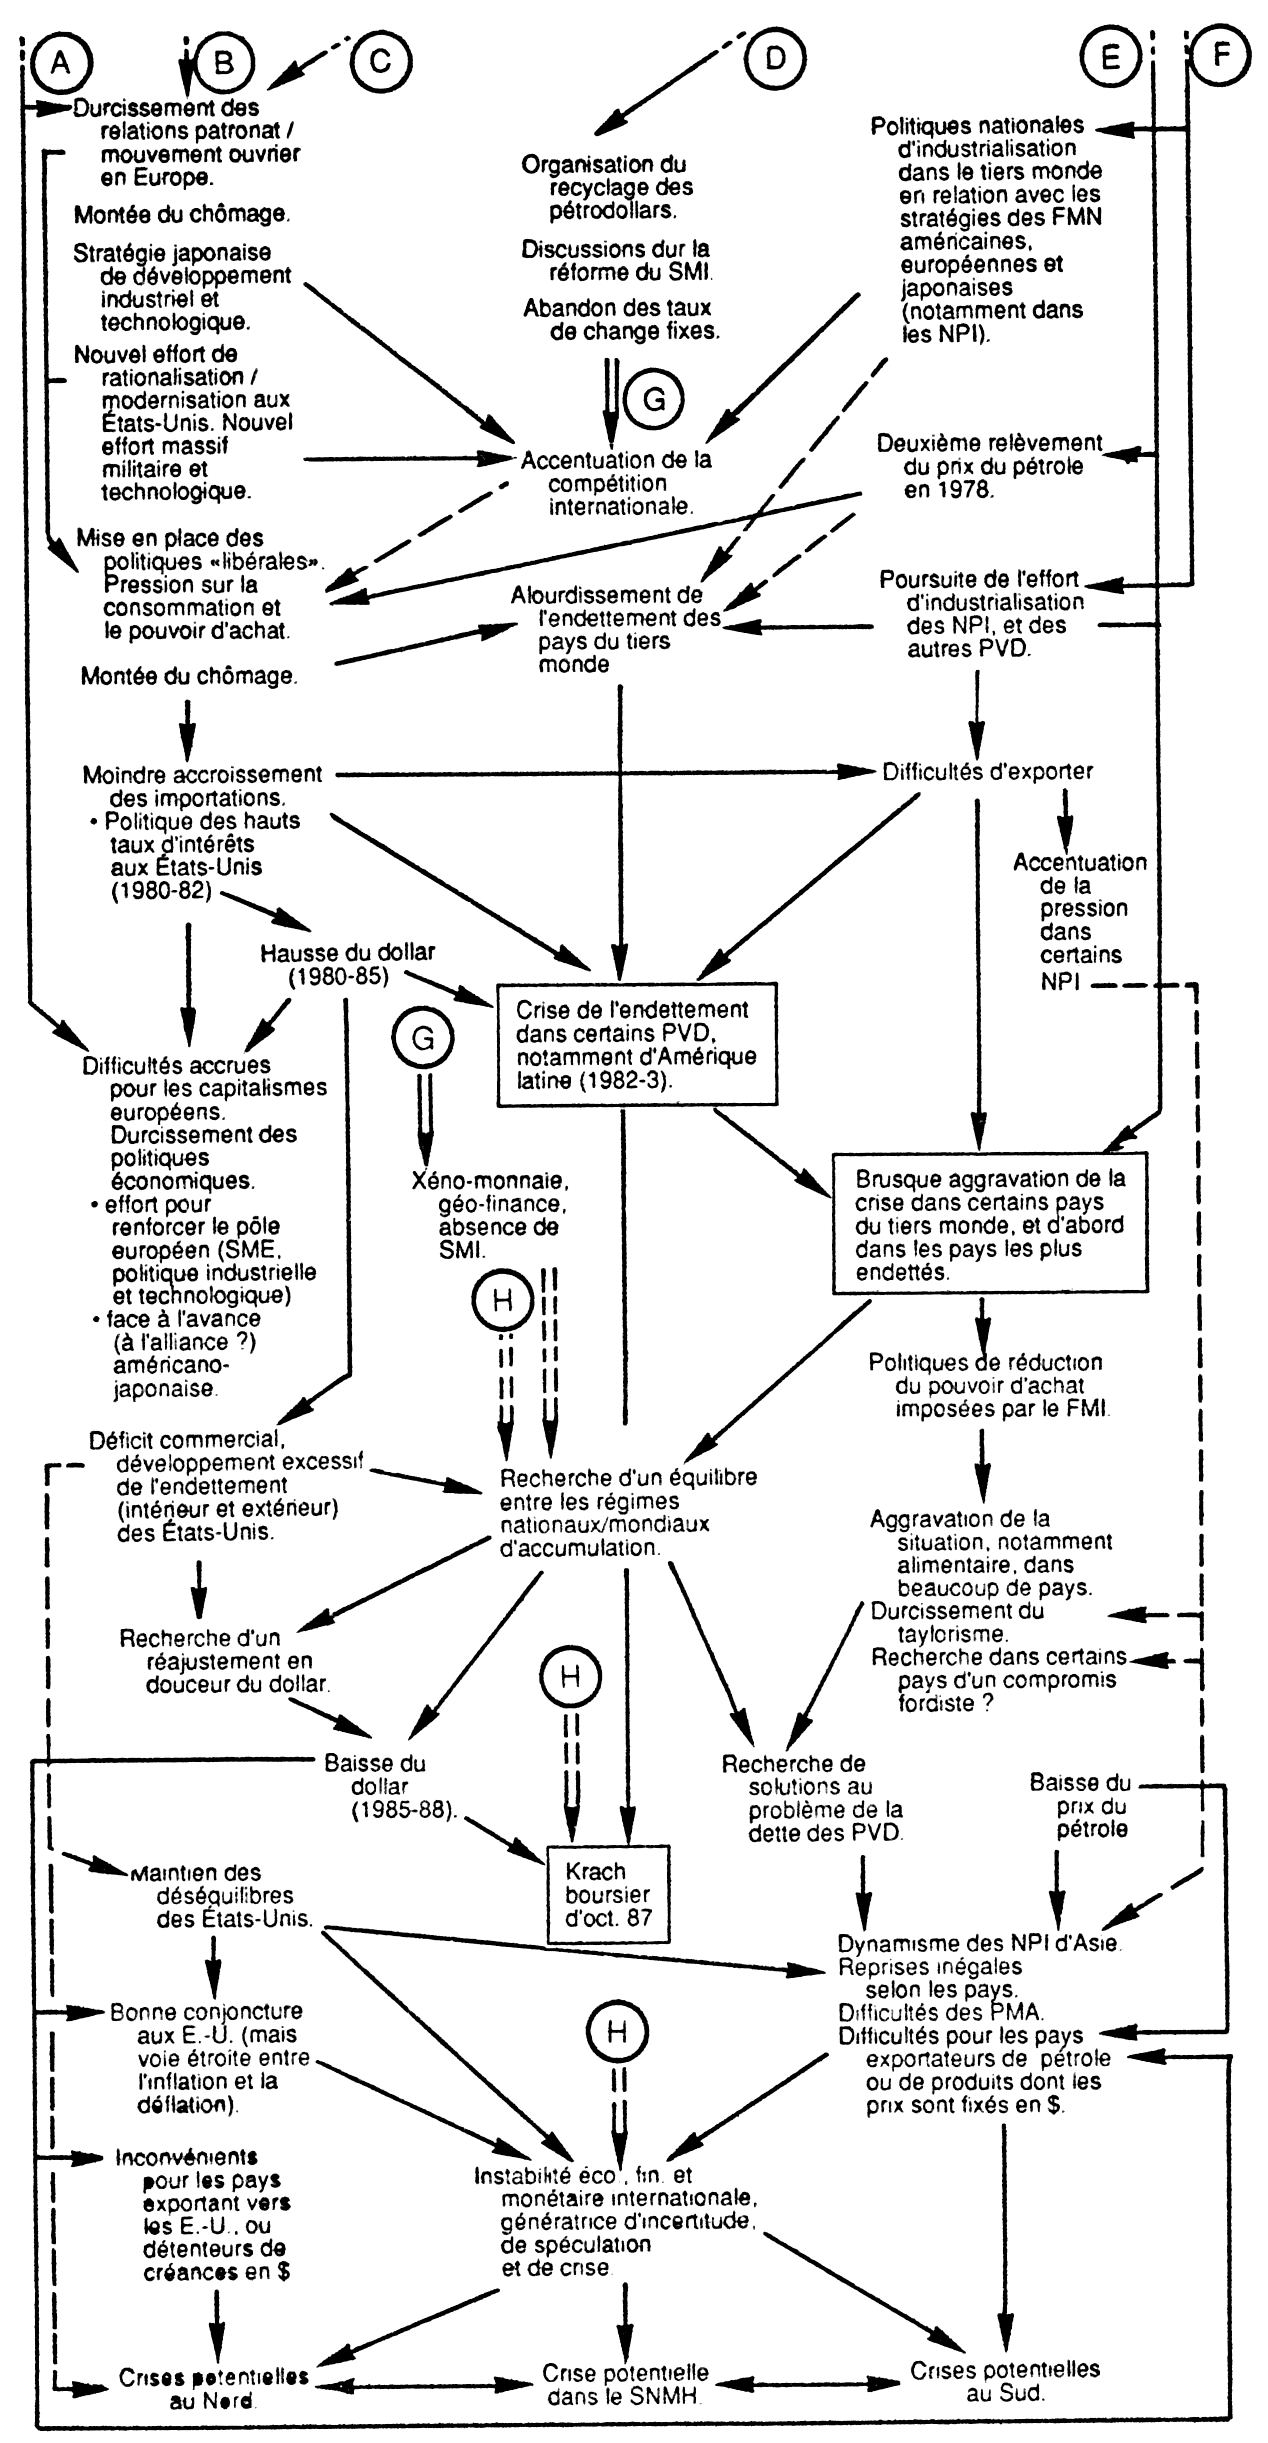 A
B
C
D
E
F
Durcissement des
relations patronat /
mouvement ouvrier
en Europe.
Montée du chômage.
Stratégie japonaise
de développement
industriel et
technologique.
Nouvel effort de
rationalisation /
modernisation aux
États-Unis. Nouvel
effort massif
militaire et
technologique.
Mise en place des
politiques «libérales».
Pression sur la
consommation et
le pouvoir d'achat.
Montée du chômage.
Organisation du
recyclage des
pétrodollars.
Discussions dur la
réforme du SMI.
Abandon des taux
de change fixes.
G
Accentuation de la
compétition
internationale.
Alourdissement de
l'endettement des
pays du tiers
monde
Politiques nationales
d'industrialisation
dans le tiers monde
en relation avec les
stratégies des FMN
américaines,
européennes et
japonaises
(notamment dans
les NPI).
Deuxième relèvement
du prix du pétrole
en 1978.
Poursuite de l'effort
d'industrialisation
des NPI, et des
autres PVD.
Moindre accroissement
des importations.
• Politique des hauts
taux d'intérêts
aux États-Unis
(1980-82)
Difficultés d'exporter
Accentuation
de la
pression
dans
certains
NPI
Hausse du dollar
(1980-85)
Crise de l'endettement
dans certains PVD,
notamment d'Amérique
latine (1982-3).
G
Difficultés accrues
pour les capitalismes
européens.
Durcissement des
politiques
économiques.
• effort pour
renforcer le pôle
européen (SME,
politique industrielle
et technologique)
• face à l'avance
(à l'alliance ?)
américano-
japonaise.
Xéno-monnaie,
géo-finance,
absence de
SMI.
H
Brusque aggravation de la
crise dans certains pays
du tiers monde, et d'abord
dans les pays les plus
endettés.
Politiques de réduction
du pouvoir d'achat
imposées par le FMI.
Déficit commercial,
développement excessif
de l'endettement
(intérieur et extérieur)
des États-Unis.
Recherche d'un équilibre
entre les régimes
nationaux/mondiaux
d'accumulation.
Aggravation de la
situation, notamment
alimentaire, dans
beaucoup de pays.
Durcissement du
taylorisme.
Recherche dans certains
pays d'un compromis
fordiste ?
Recherche d'un
réajustement en
douceur du dollar.
H
Baisse du
dollar
(1985-88).
Recherche de
solutions au
problème de la
dette des PVD.
Baisse du
prix du
pétrole
Krach
boursier
d'oct. 87
Maintien des
déséquilibres
des États-Unis.
Dynamisme des NPI d'Asie.
Reprises inégales
selon les pays.
Difficultés des PMA.
Difficultés pour les pays
exportateurs de pétrole
ou de produits dont les
prix sont fixés en $.
Bonne conjoncture
aux E.-U. (mais
voie étroite entre
l'inflation et la
déflation).
H
Inconvénients
pour les pays
exportant vers
les E.-U., ou
détenteurs de
créances en $
Instabilité éco., fin. et
monétaire internationale,
génératrice d'incertitude,
de spéculation
et de crise.
Crises potentielles
au Nord.
Crise potentielle
dans le SNMH.
Crises potentielles
au Sud.